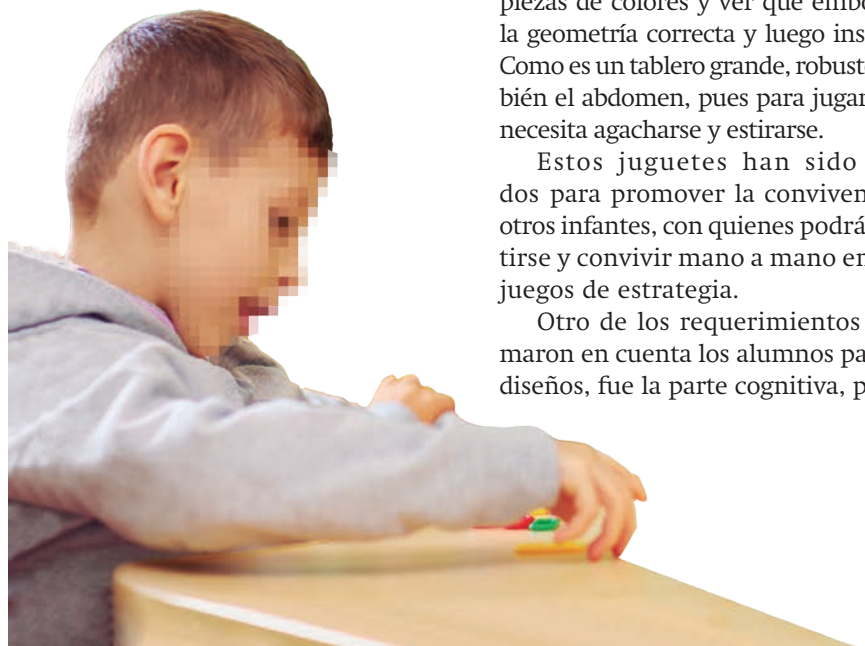 piezas de colores y ver que embo
la geometría correcta y luego ins
Como es un tablero grande, robust
bién el abdomen, pues para jugar
necesita agacharse y estirarse.
Estos juguetes han sido
dos para promover la conviven
otros infantes, con quienes podrá
tirse y convivir mano a mano en
juegos de estrategia.
Otro de los requerimientos
maron en cuenta los alumnos pa
diseños, fue la parte cognitiva, p